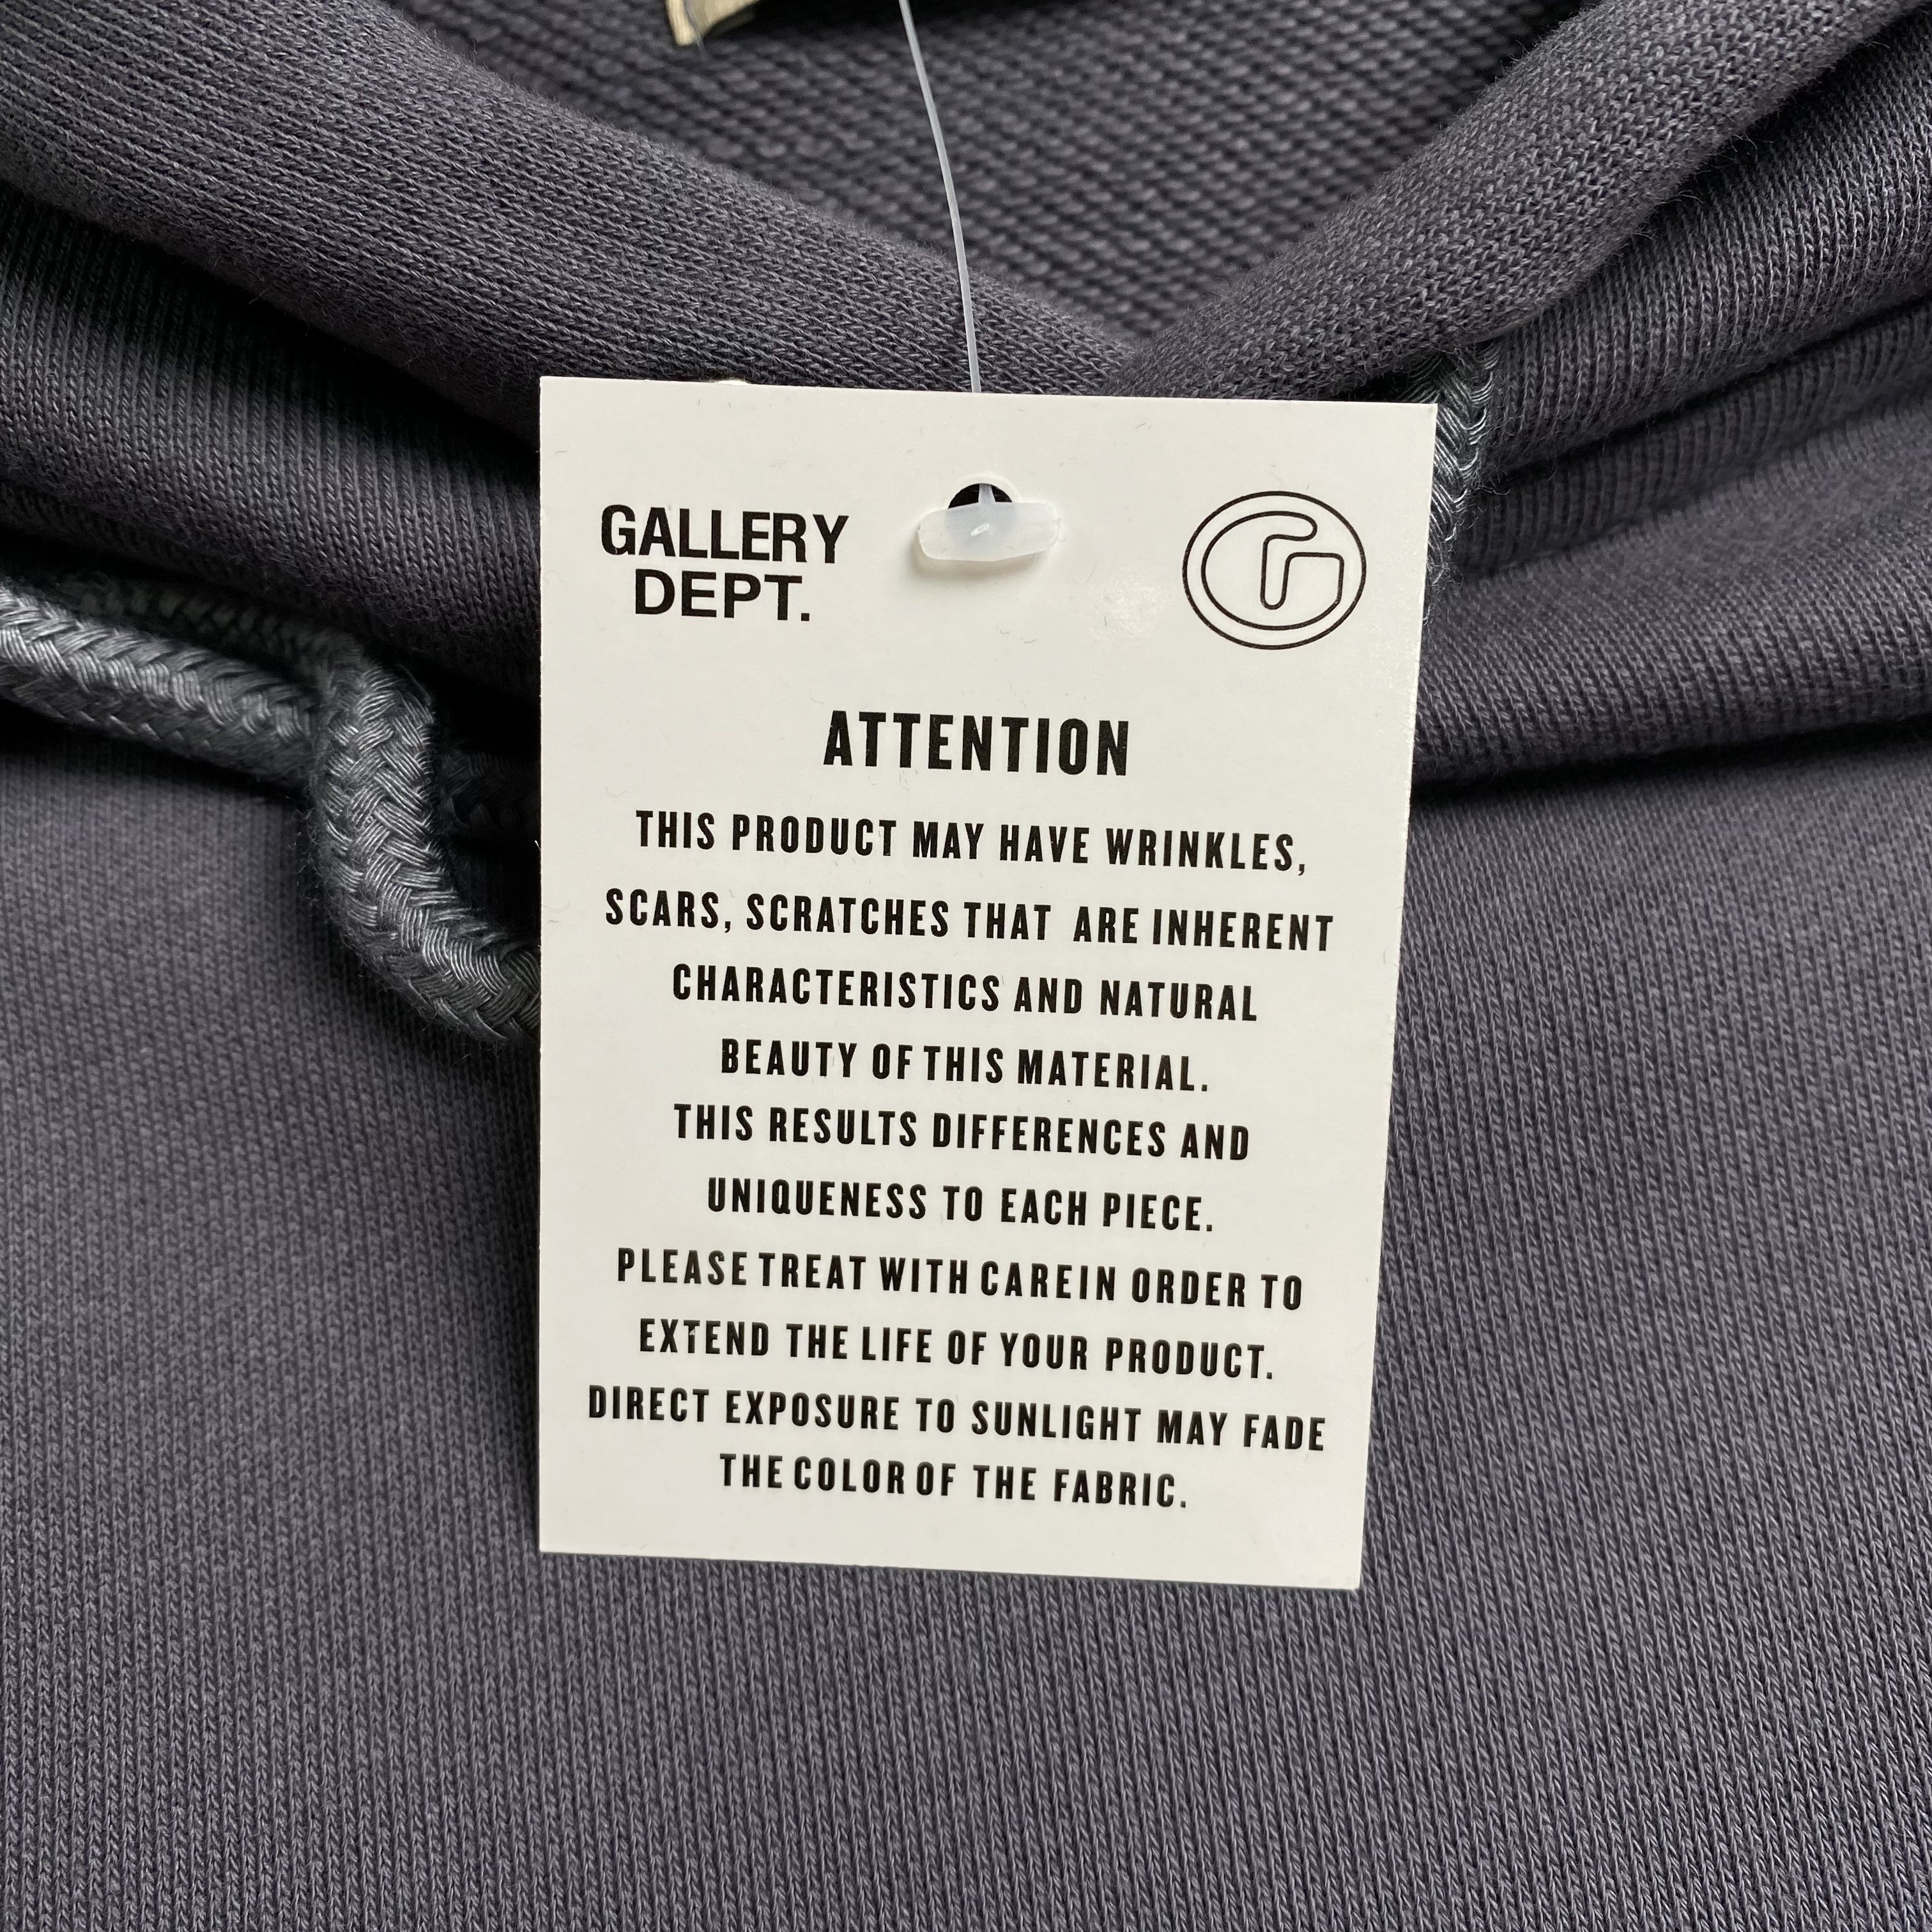 GALLERY
DEPT.
G
ATTENTION
THIS PRODUCT MAY HAVE WRINKLES,
SCARS, SCRATCHES THAT ARE INHERENT
CHARACTERISTICS AND NATURAL
BEAUTY OF THIS MATERIAL.
THIS RESULTS DIFFERENCES AND
UNIQUENESS TO EACH PIECE.
PLEASE TREAT WITH CAREIN ORDER TO
EXTEND THE LIFE OF YOUR PRODUCT.
DIRECT EXPOSURE TO SUNLIGHT MAY FADE
THE COLOR OF THE FABRIC.